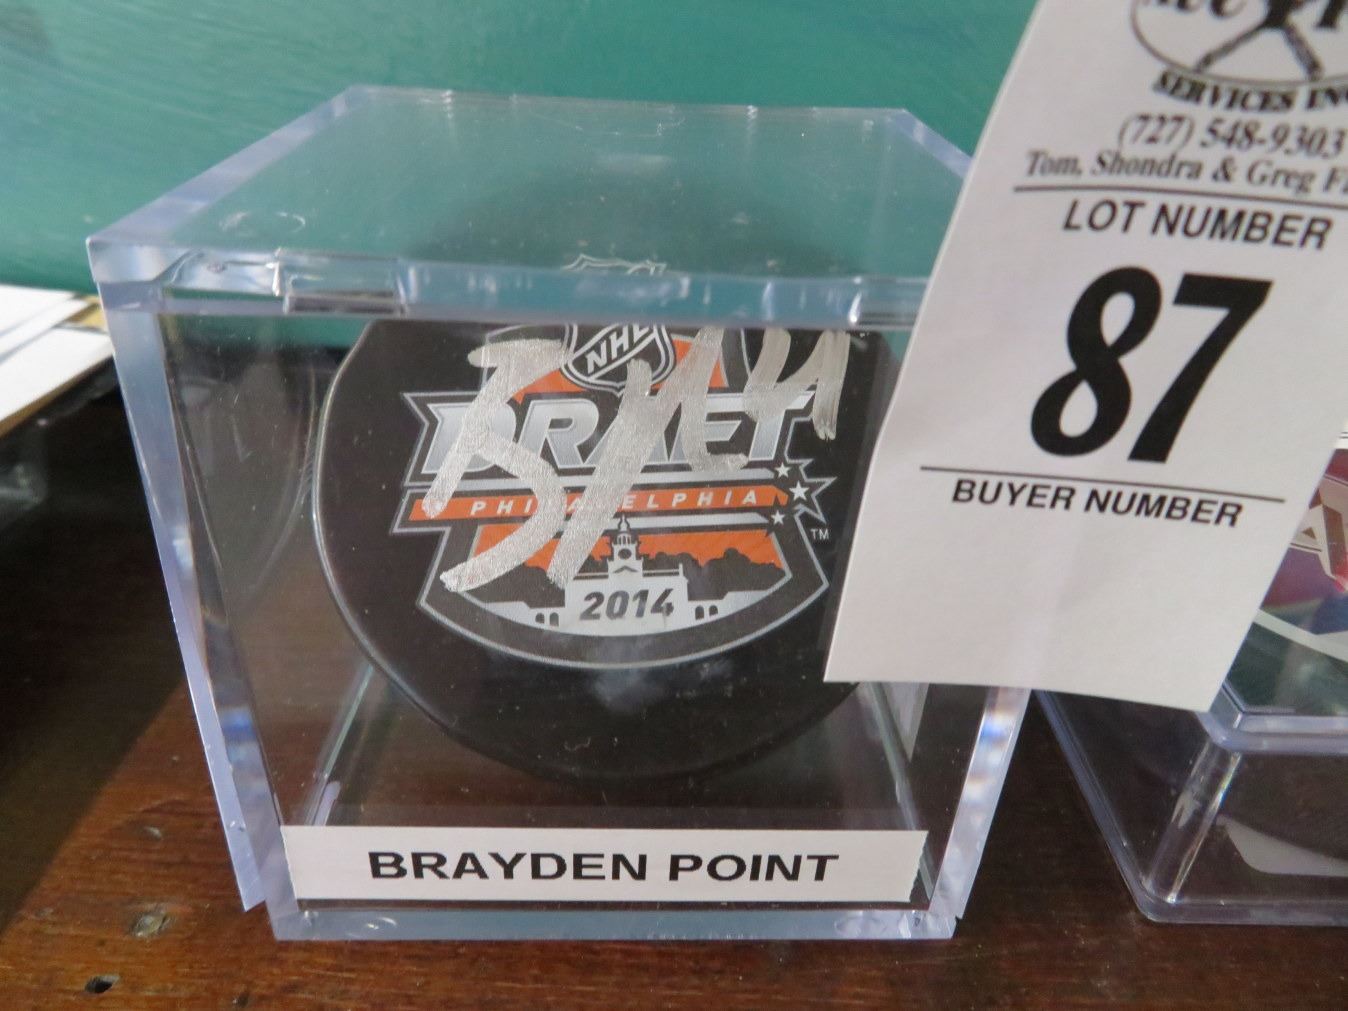 SERVICES INC
(727) 548-9303
Tom, Shondra & Greg
LOT NUMBER
87
BUYER NUMBER
NHL
DRAFT
PHILADELPHIA
TM
2014
BRAYDEN POINT